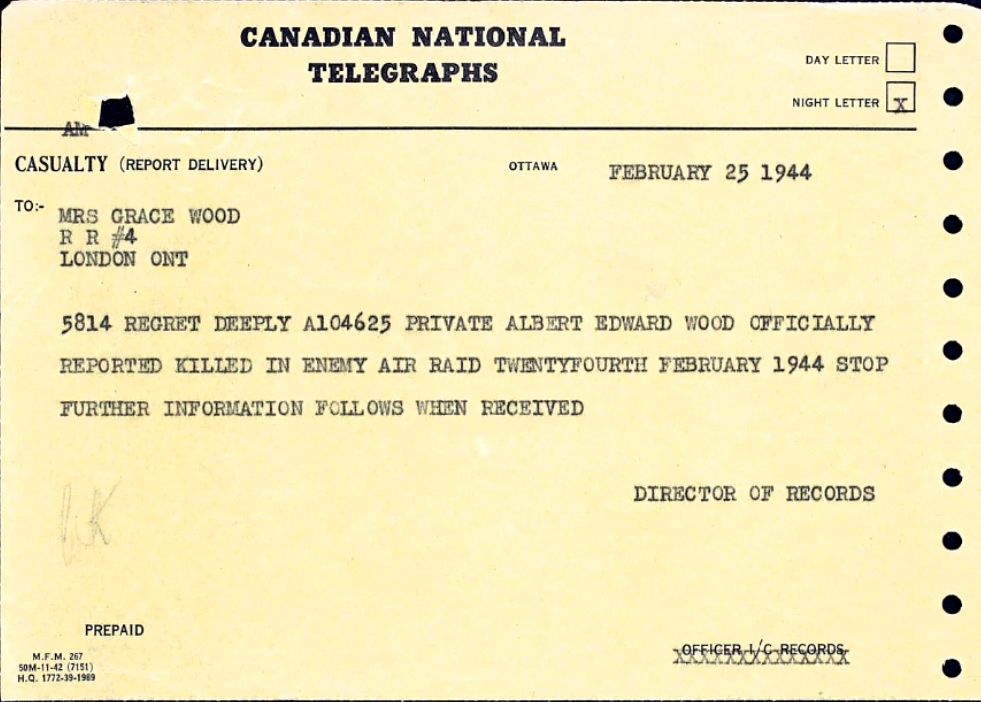 CANADIAN NATIONAL
TELEGRAPHS
DAY LETTER
NIGHT LETTER X
AM
CASUALTY (REPORT DELIVERY) OTTAWA FEBRUARY 25 1944
TO:- MRS GRACE WOOD
R R #4
LONDON ONT
5814 REGRET DEEPLY A104625 PRIVATE ALBERT EDWARD WOOD OFFICIALLY
REPORTED KILLED IN ENEMY AIR RAID TWENTYFOURTH FEBRUARY 1944 STOP
FURTHER INFORMATION FOLLOWS WHEN RECEIVED
DIRECTOR OF RECORDS
PREPAID
M.F.M. 267
50M-11-42 (7151)
H.Q. 1772-39-1989
OFFICER I/C RECORDS